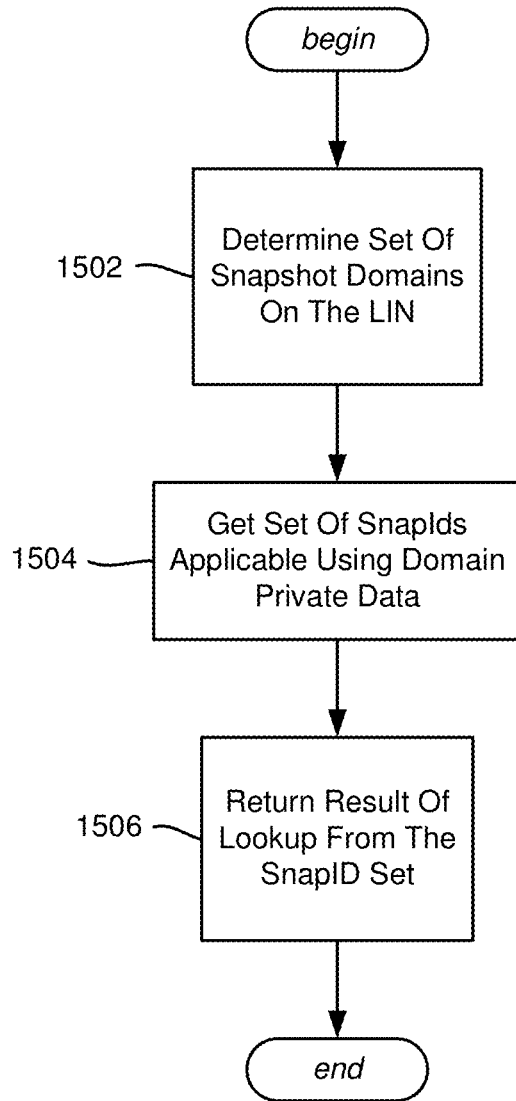 begin
1502
Determine Set Of
Snapshot Domains
On The LIN
1504
Get Set Of SnapIds
Applicable Using Domain
Private Data
1506
Return Result Of
Lookup From The
SnapID Set
end